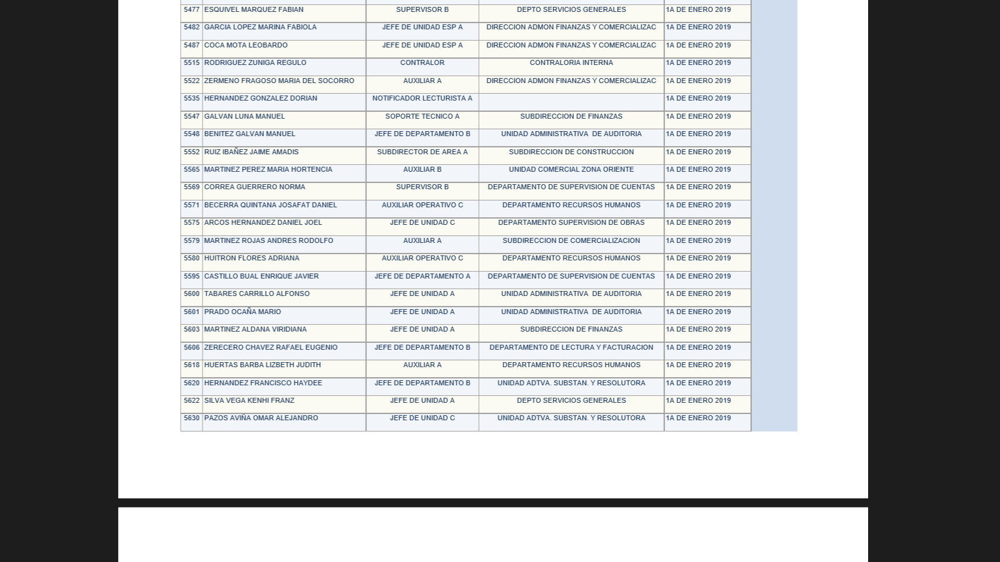 5477 ESQUIVEL MARQUEZ FABIAN SUPERVISOR B DEPTO SERVICIOS GENERALES 1A DE ENERO 2019
5482 GARCIA LOPEZ MARINA FABIOLA JEFE DE UNIDAD ESP A DIRECCION ADMON FINANZAS Y COMERCIALIZAC 1A DE ENERO 2019
5487 COCA MOTA LEOBARDO JEFE DE UNIDAD ESP A DIRECCION ADMON FINANZAS Y COMERCIALIZAC 1A DE ENERO 2019
5515 RODRIGUEZ ZUNIGA REGULO CONTRALOR CONTRALORIA INTERNA 1A DE ENERO 2019
5522 ZERMENO FRAGOSO MARIA DEL SOCORRO AUXILIAR A DIRECCION ADMON FINANZAS Y COMERCIALIZAC 1A DE ENERO 2019
5535 HERNANDEZ GONZALEZ DORIAN NOTIFICADOR LECTURISTA A 1A DE ENERO 2019
5547 GALVAN LUNA MANUEL SOPORTE TECNICO A SUBDIRECCION DE FINANZAS 1A DE ENERO 2019
5548 BENITEZ GALVAN MANUEL JEFE DE DEPARTAMENTO B UNIDAD ADMINISTRATIVA  DE AUDITORIA 1A DE ENERO 2019
5552 RUIZ IBAÑEZ JAIME AMADIS SUBDIRECTOR DE AREA A SUBDIRECCION DE CONSTRUCCION 1A DE ENERO 2019
5565 MARTINEZ PEREZ MARIA HORTENCIA AUXILIAR B UNIDAD COMERCIAL ZONA ORIENTE 1A DE ENERO 2019
5569 CORREA GUERRERO NORMA SUPERVISOR B DEPARTAMENTO DE SUPERVISION DE CUENTAS 1A DE ENERO 2019
5571 BECERRA QUINTANA JOSAFAT DANIEL AUXILIAR OPERATIVO C DEPARTAMENTO RECURSOS HUMANOS 1A DE ENERO 2019
5575 ARCOS HERNANDEZ DANIEL JOEL JEFE DE UNIDAD C DEPARTAMENTO SUPERVISION DE OBRAS 1A DE ENERO 2019
5579 MARTINEZ ROJAS ANDRES RODOLFO AUXILIAR A SUBDIRECCION DE COMERCIALIZACION 1A DE ENERO 2019
5580 HUITRON FLORES ADRIANA AUXILIAR OPERATIVO C DEPARTAMENTO RECURSOS HUMANOS 1A DE ENERO 2019
5595 CASTILLO BUAL ENRIQUE JAVIER JEFE DE DEPARTAMENTO A DEPARTAMENTO DE SUPERVISION DE CUENTAS 1A DE ENERO 2019
5600 TABARES CARRILLO ALFONSO JEFE DE UNIDAD A UNIDAD ADMINISTRATIVA  DE AUDITORIA 1A DE ENERO 2019
5601 PRADO OCAÑA MARIO JEFE DE UNIDAD A UNIDAD ADMINISTRATIVA  DE AUDITORIA 1A DE ENERO 2019
5603 MARTINEZ ALDANA VIRIDIANA JEFE DE UNIDAD A SUBDIRECCION DE FINANZAS 1A DE ENERO 2019
5606 ZERECERO CHAVEZ RAFAEL EUGENIO JEFE DE DEPARTAMENTO B DEPARTAMENTO DE LECTURA Y FACTURACION 1A DE ENERO 2019
5618 HUERTAS BARBA LIZBETH JUDITH AUXILIAR A DEPARTAMENTO RECURSOS HUMANOS 1A DE ENERO 2019
5620 HERNANDEZ FRANCISCO HAYDEE JEFE DE DEPARTAMENTO B UNIDAD ADTVA. SUBSTAN. Y RESOLUTORA 1A DE ENERO 2019
5622 SILVA VEGA KENHI FRANZ JEFE DE UNIDAD A DEPTO SERVICIOS GENERALES 1A DE ENERO 2019
5630 PAZOS AVIÑA OMAR ALEJANDRO JEFE DE UNIDAD C UNIDAD ADTVA. SUBSTAN. Y RESOLUTORA 1A DE ENERO 2019